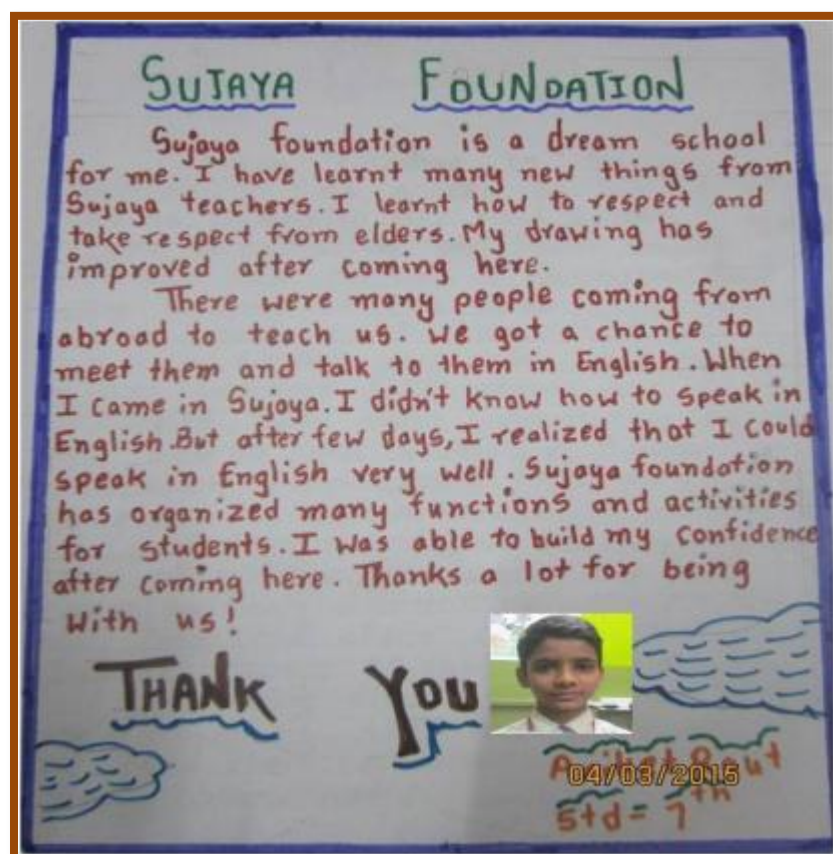 SUJAYA FOUNDATION
Sujaya foundation is a dream school
for me. I have learnt many new things from
Sujaya teachers. I learnt how to respect and
take respect from elders. My drawing has
improved after coming here.
There were many people coming from
abroad to teach us. We got a chance to
meet them and talk to them in English. When
I came in Sujaya. I didn't know how to speak in
English. But after few days, I realized that I could
speak in English very well. Sujaya foundation
has organized many functions and activities
for students. I was able to build my confidence
after coming here. Thanks a lot for being
with us!
THANK YOU
04/03/2015
Std = 7th